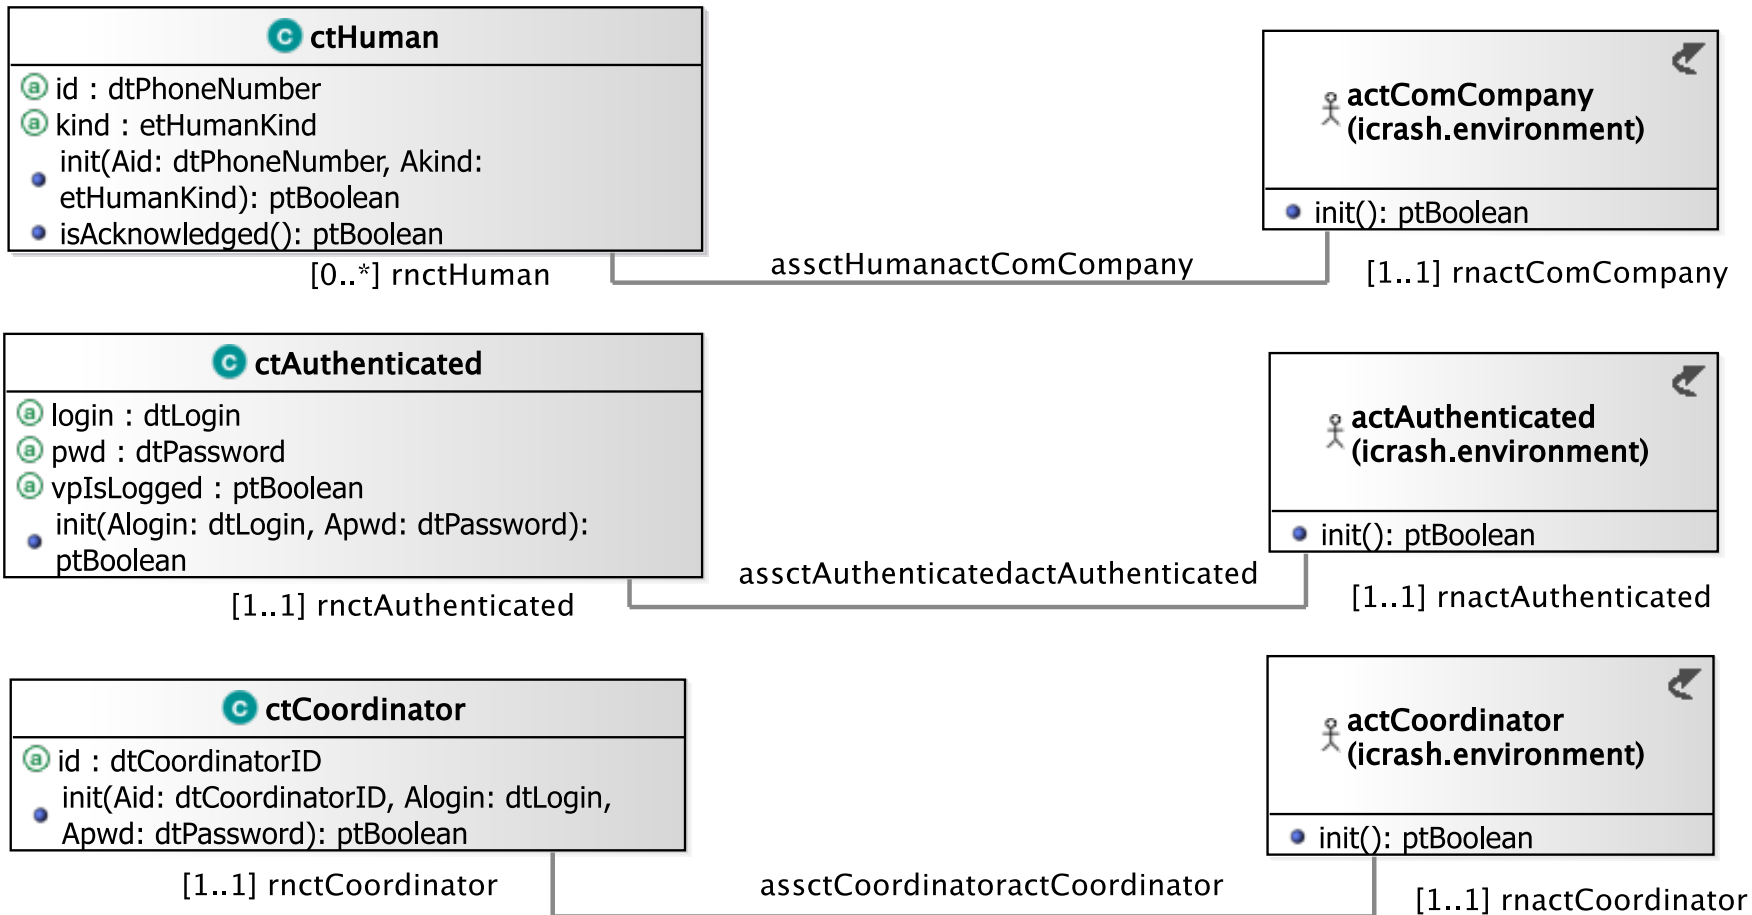 ctHuman
id : dtPhoneNumber
kind : etHumanKind
init(Aid: dtPhoneNumber, Akind:
etHumanKind): ptBoolean
isAcknowledged(): ptBoolean
actComCompany
(icrash.environment)
init(): ptBoolean
[0..*] rnctHuman
assctHumanactComCompany
[1..1] rnactComCompany
ctAuthenticated
login : dtLogin
pwd : dtPassword
vpIsLogged : ptBoolean
init(Alogin: dtLogin, Apwd: dtPassword):
ptBoolean
actAuthenticated
(icrash.environment)
init(): ptBoolean
[1..1] rnctAuthenticated
assctAuthenticatedactAuthenticated
[1..1] rnactAuthenticated
ctCoordinator
id : dtCoordinatorID
init(Aid: dtCoordinatorID, Alogin: dtLogin,
Apwd: dtPassword): ptBoolean
actCoordinator
(icrash.environment)
init(): ptBoolean
[1..1] rnctCoordinator
assctCoordinatoractCoordinator
[1..1] rnactCoordinator